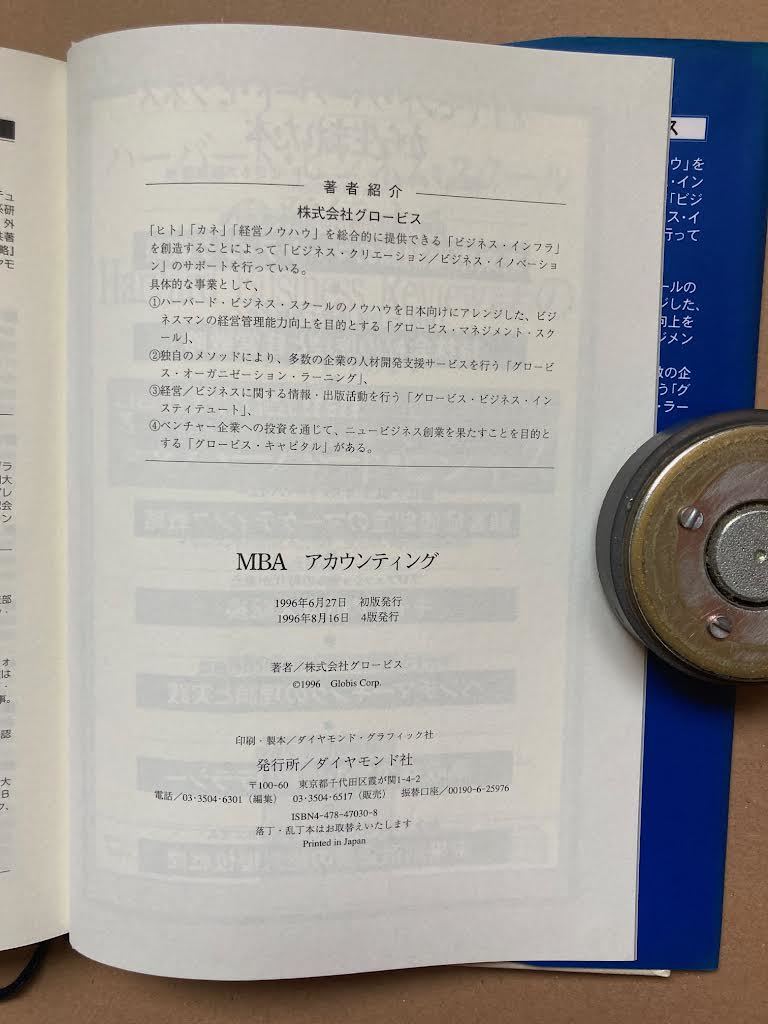 著者紹介
株式会社グロービス
「ヒト」「カネ」「経営ノウハウ」を総合的に提供できる「ビジネス・インフラ」
を創造することによって「ビジネス・クリエーション／ビジネス・イノベーショ
ン」のサポートを行っている。
具体的な事業として、
①ハーバード・ビジネス・スクールのノウハウを日本向けにアレンジした、ビジ
ネスマンの経営管理能力向上を目的とする「グロービス・マネジメント・スク
ール」、
②独自のメソッドにより、多数の企業の人材開発支援サービスを行う「グロービ
ス・オーガニゼーション・ラーニング」、
③経営／ビジネスに関する情報・出版活動を行う「グロービス・ビジネス・イン
スティテュート」、
④ベンチャー企業への投資を通じて、ニュービジネス創業を果たすことを目的と
する「グロービス・キャピタル」がある。
MBA アカウンティング
1996年6月27日 初版発行
1996年8月16日 4版発行
著者／株式会社グロービス
©1996 Globis Corp.
印刷・製本／ダイヤモンド・グラフィック社
発行所／ダイヤモンド社
〒100-60 東京都千代田区霞が関1-4-2
電話／03・3504・6301（編集） 03・3504・6517（販売） 振替口座／00190-6-25976
ISBN4-478-47030-8
落丁・乱丁本はお取替えいたします
Printed in Japan